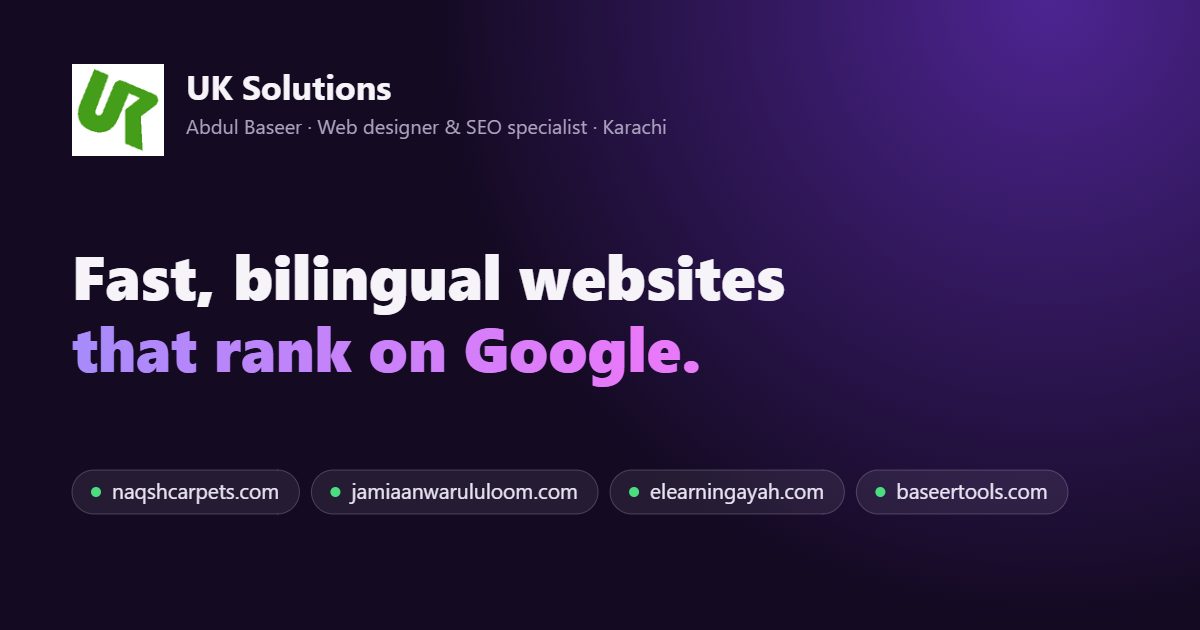 UK Solutions
Abdul Baseer · Web designer & SEO specialist · Karachi
Fast, bilingual websites
that rank on Google.
naqshcarpets.com
jamiaanwarululoom.com
elearningayah.com
baseertools.com